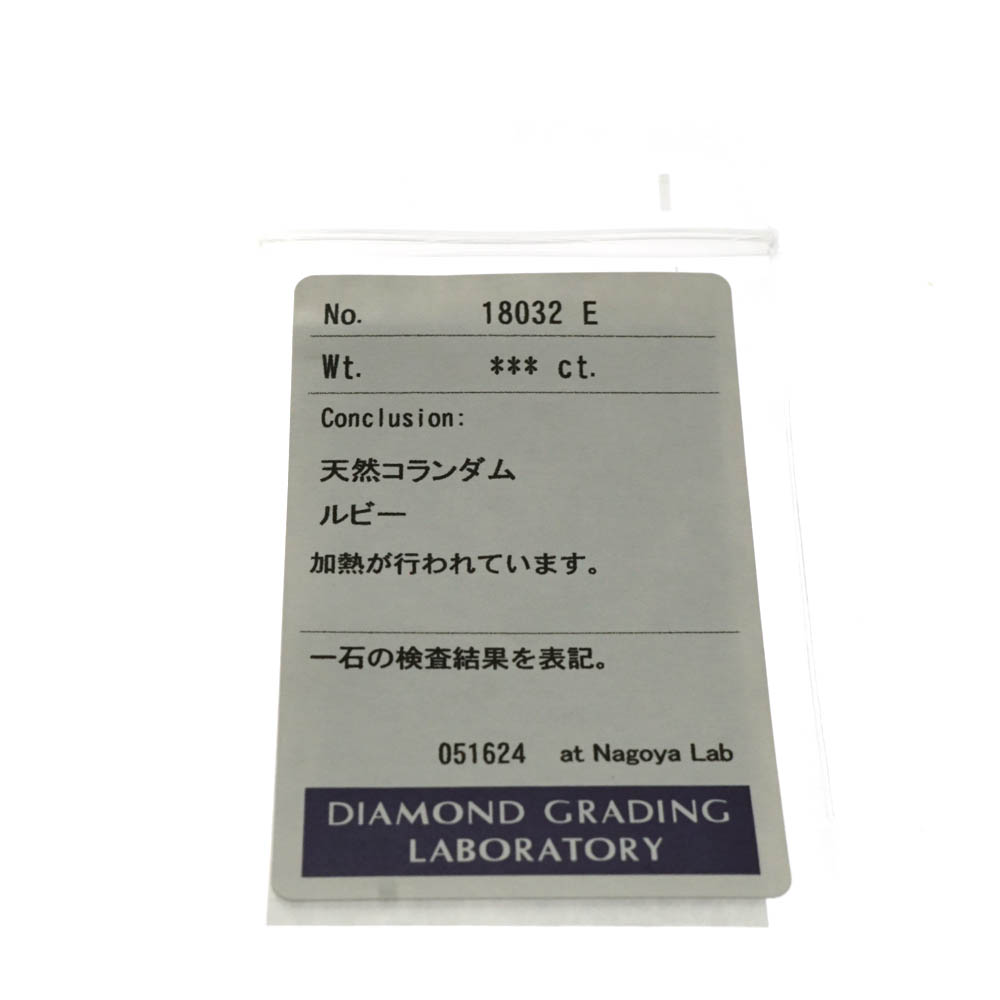 No. 18032 E
Wt. *** ct.
Conclusion:
天然コランダム
ルビー
加熱が行われています。
一石の検査結果を表記。
051624 at Nagoya Lab
DIAMOND GRADING
LABORATORY